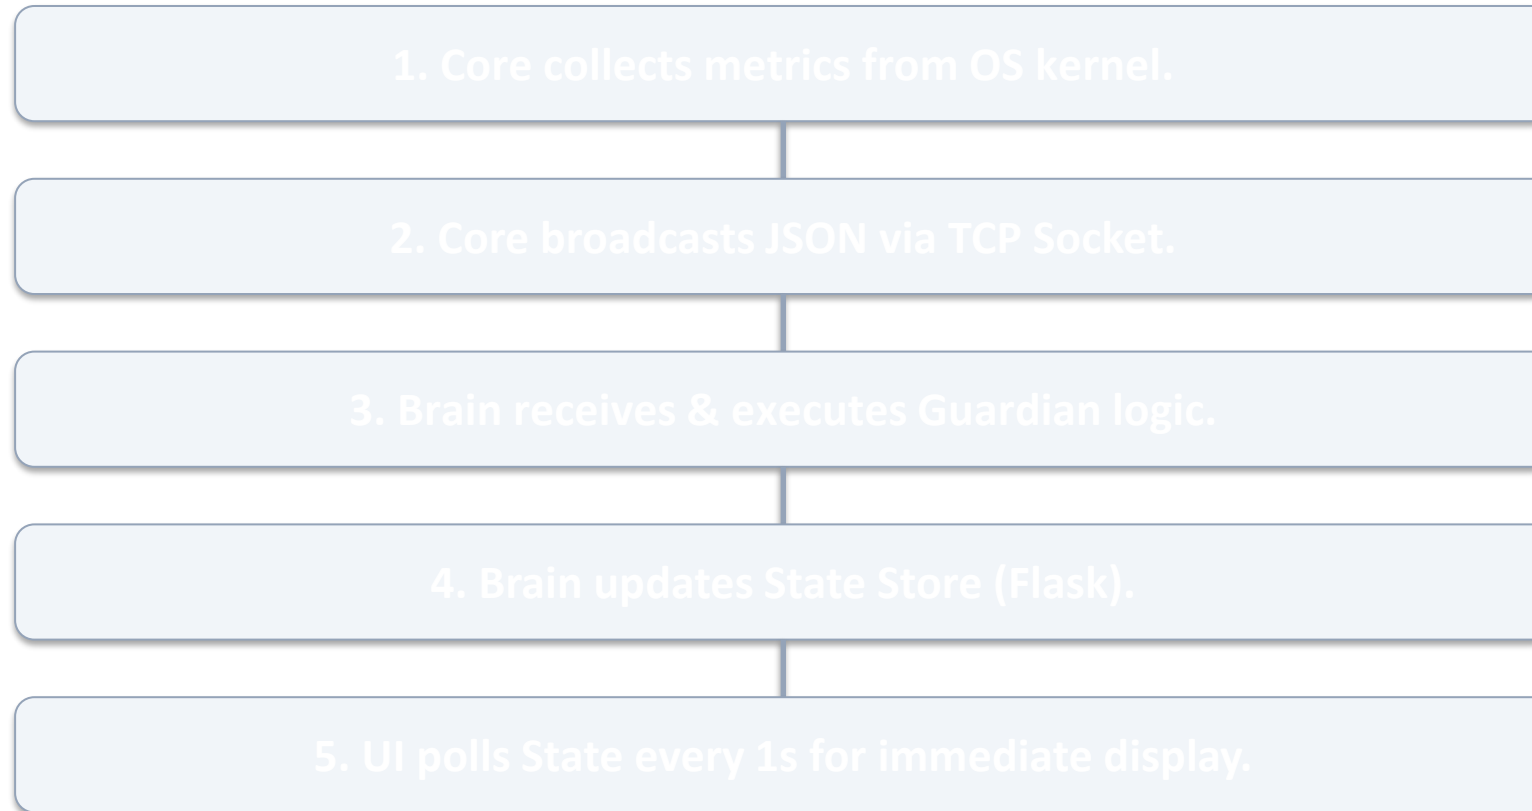 1. Core collects metrics from OS kernel.
2. Core broadcasts JSON via TCP Socket.
3. Brain receives & executes Guardian logic.
4. Brain updates State Store (Flask).
5. UI polls State every 1s for immediate display.